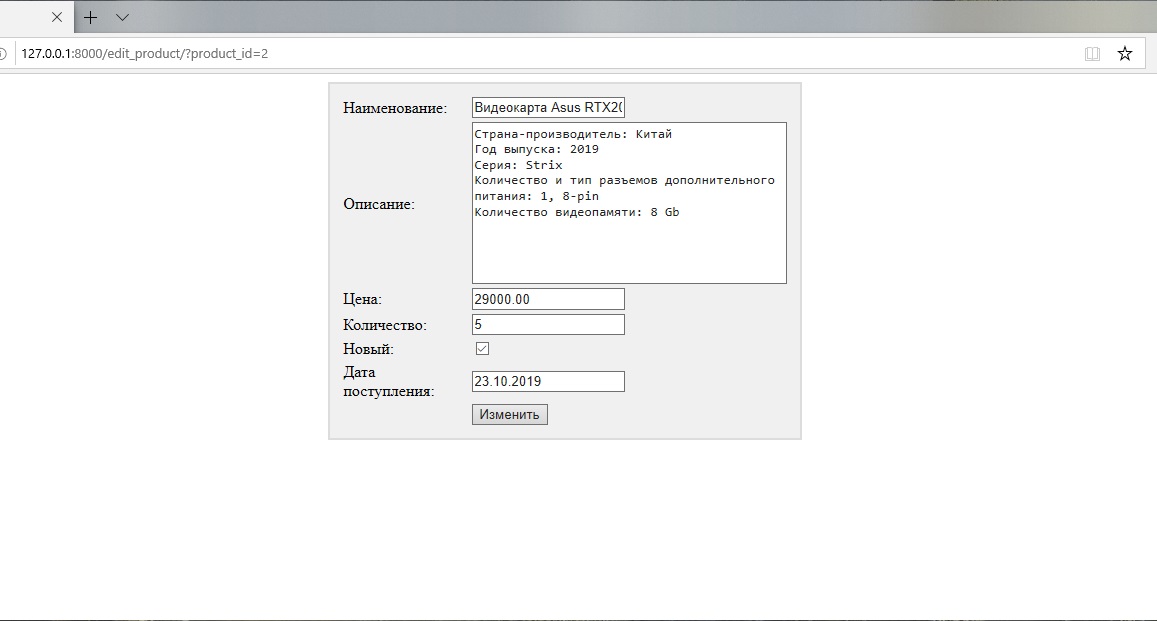 127.0.0.1:8000/edit_product/?product_id=2
Наименование:
Видеокарта Asus RTX20
Описание:
Страна-производитель: Китай
Год выпуска: 2019
Серия: Strix
Количество и тип разъемов дополнительного
питания: 1, 8-pin
Количество видеопамяти: 8 Gb
Цена:
29000.00
Количество:
5
Новый:
Дата
поступления:
23.10.2019
Изменить